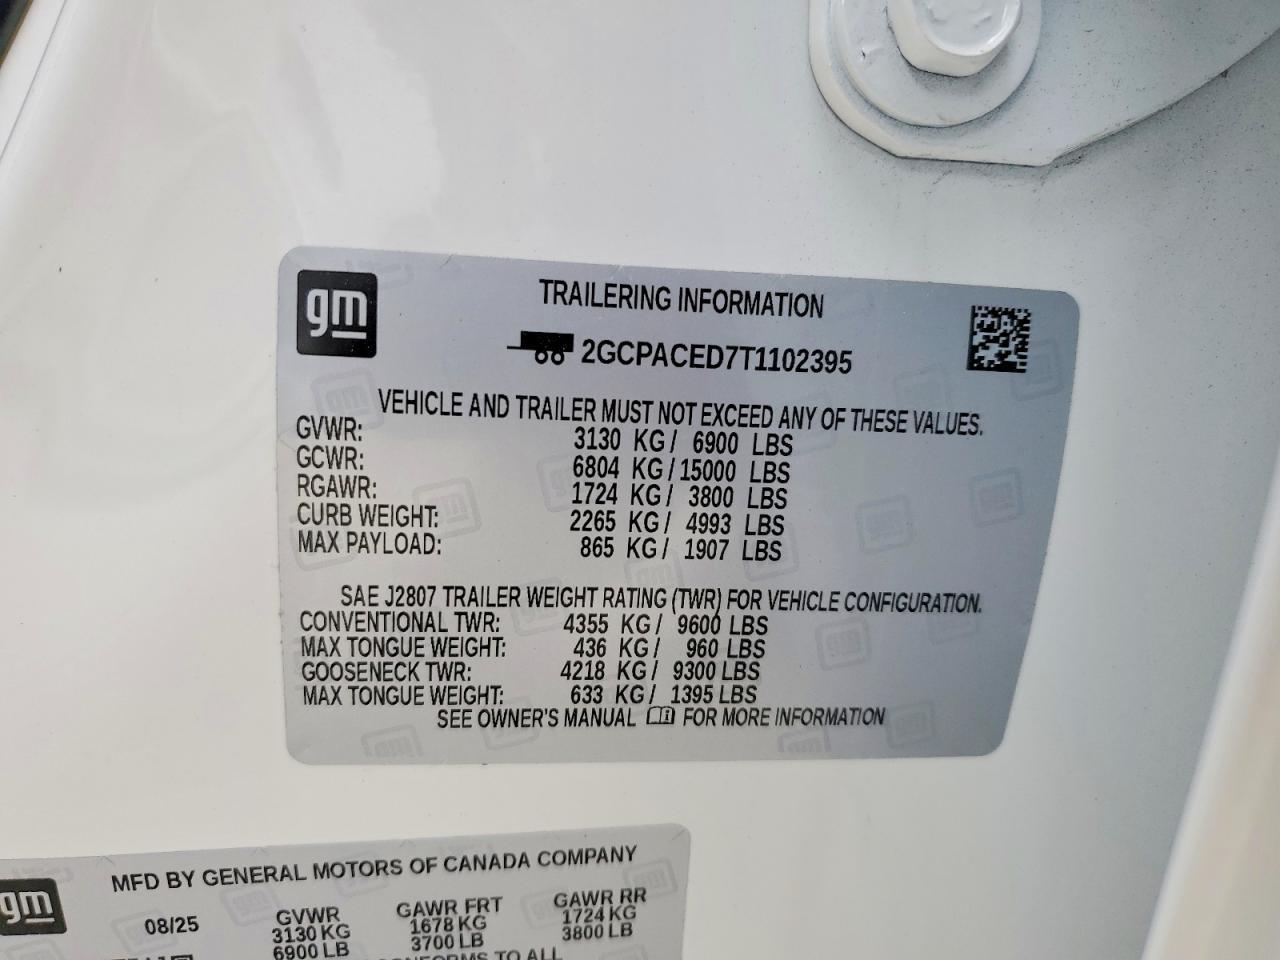 gm
TRAILERING INFORMATION
2GCPACED7T1102395
VEHICLE AND TRAILER MUST NOT EXCEED ANY OF THESE VALUES.
GVWR: 3130 KG/ 6900 LBS
GCWR: 6804 KG/15000 LBS
RGAWR: 1724 KG/ 3800 LBS
CURB WEIGHT: 2265 KG/ 4993 LBS
MAX PAYLOAD: 865 KG/ 1907 LBS
SAE J2807 TRAILER WEIGHT RATING (TWR) FOR VEHICLE CONFIGURATION.
CONVENTIONAL TWR: 4355 KG/ 9600 LBS
MAX TONGUE WEIGHT: 436 KG/ 960 LBS
GOOSENECK TWR: 4218 KG/ 9300 LBS
MAX TONGUE WEIGHT: 633 KG/ 1395 LBS
SEE OWNER'S MANUAL FOR MORE INFORMATION
gm
MFD BY GENERAL MOTORS OF CANADA COMPANY
08/25 GVWR GAWR FRT GAWR RR
3130 KG 1678 KG 1724 KG
6900 LB 3700 LB 3800 LB
TO ALL